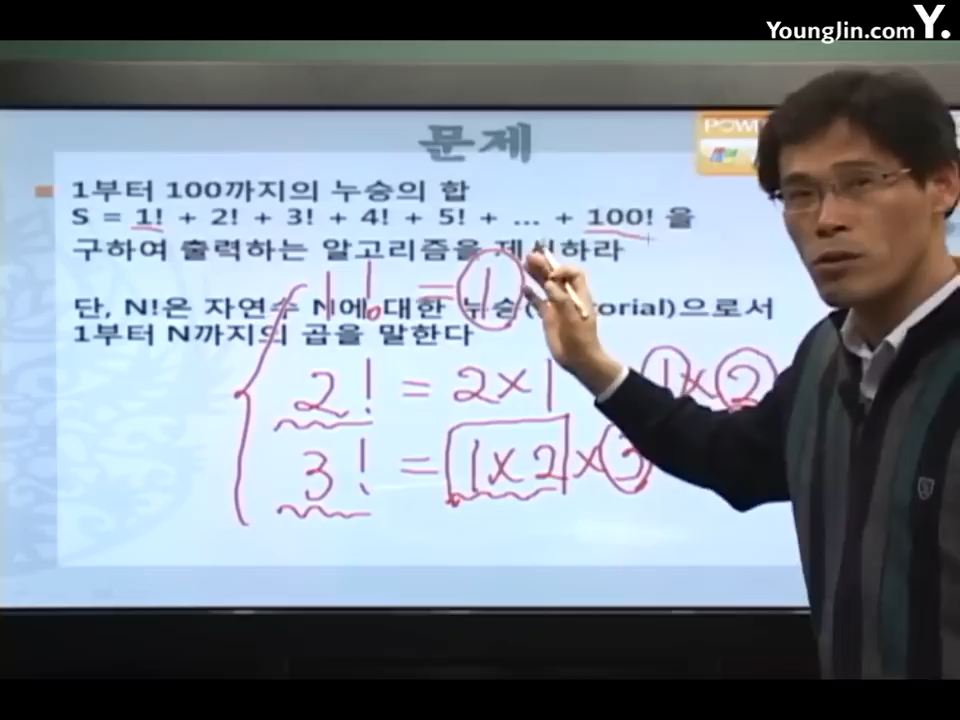 YoungJin.com Y.
문제
1부터 100까지의 누승의 합
S = 1! + 2! + 3! + 4! + 5! + ... + 100! 을
구하여 출력하는 알고리즘을 제시하라
1! = 1
단, N!은 자연수 N에 대한 누승( torial)으로서
1부터 N까지의 곱을 말한다
2! = 2×1 1×2
3! = 1×2×3